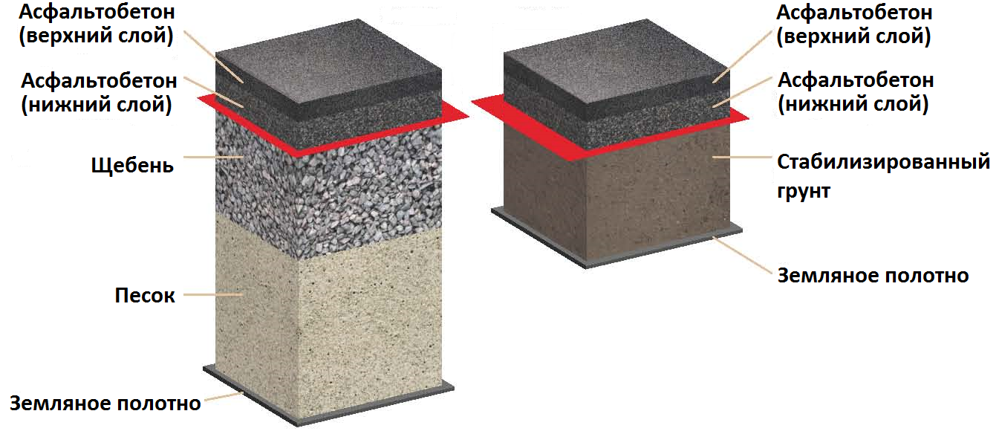 Асфальтобетон
(верхний слой)
Асфальтобетон
(нижний слой)
Щебень
Песок
Земляное полотно
Асфальтобетон
(верхний слой)
Асфальтобетон
(нижний слой)
Стабилизированный
грунт
Земляное полотно